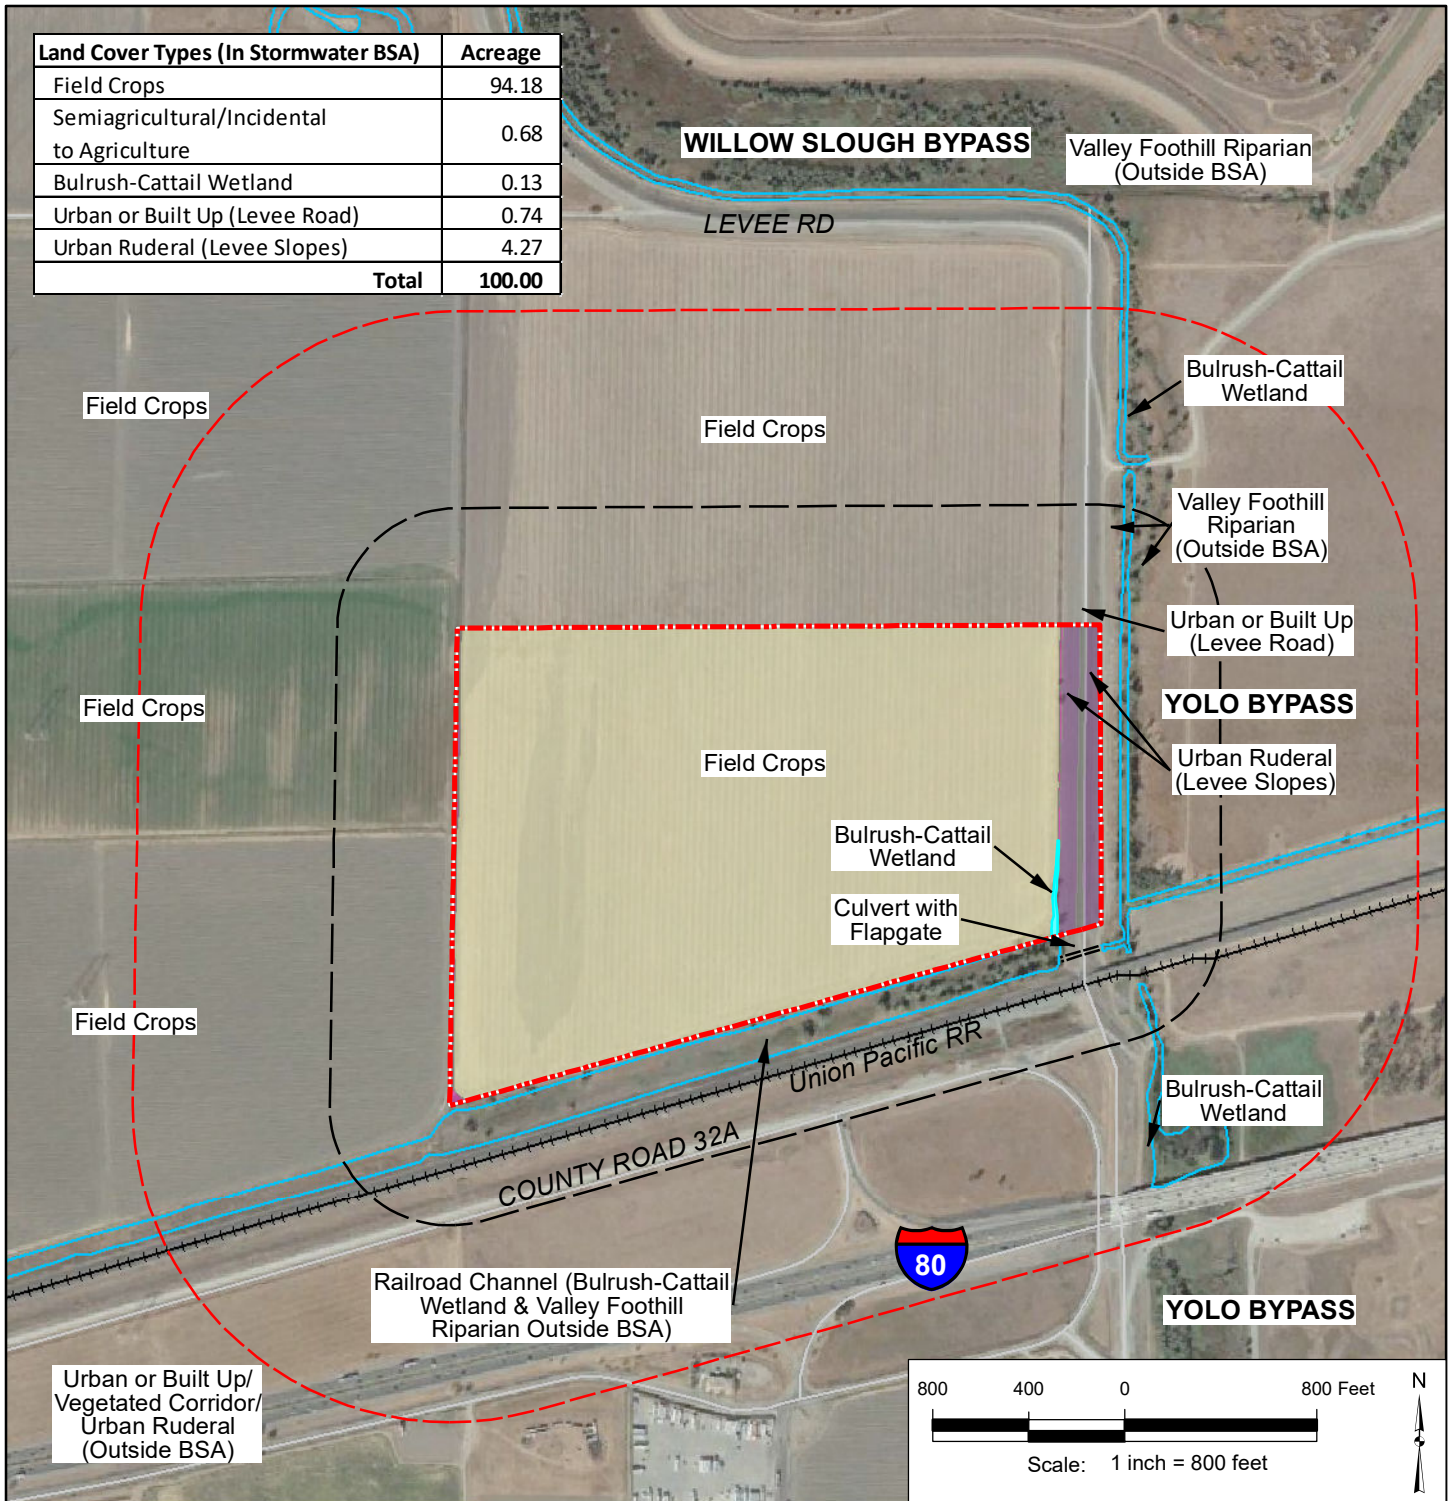 Land Cover Types (In Stormwater BSA) Acreage
Field Crops 94.18
Semiagricultural/Incidental
to Agriculture 0.68
Bulrush-Cattail Wetland 0.13
Urban or Built Up (Levee Road) 0.74
Urban Ruderal (Levee Slopes) 4.27
Total 100.00
WILLOW SLOUGH BYPASS
Valley Foothill Riparian
(Outside BSA)
LEVEE RD
Bulrush-Cattail
Wetland
Field Crops
Field Crops
Valley Foothill
Riparian
(Outside BSA)
Urban or Built Up
(Levee Road)
Field Crops
YOLO BYPASS
Field Crops
Urban Ruderal
(Levee Slopes)
Bulrush-Cattail
Wetland
Culvert with
Flapgate
Field Crops
Union Pacific RR
Bulrush-Cattail
Wetland
COUNTY ROAD 32A
80
Railroad Channel (Bulrush-Cattail
Wetland & Valley Foothill
Riparian Outside BSA)
YOLO BYPASS
Urban or Built Up/
Vegetated Corridor/
Urban Ruderal
(Outside BSA)
800 400 0 800 Feet
N
Scale: 1 inch = 800 feet